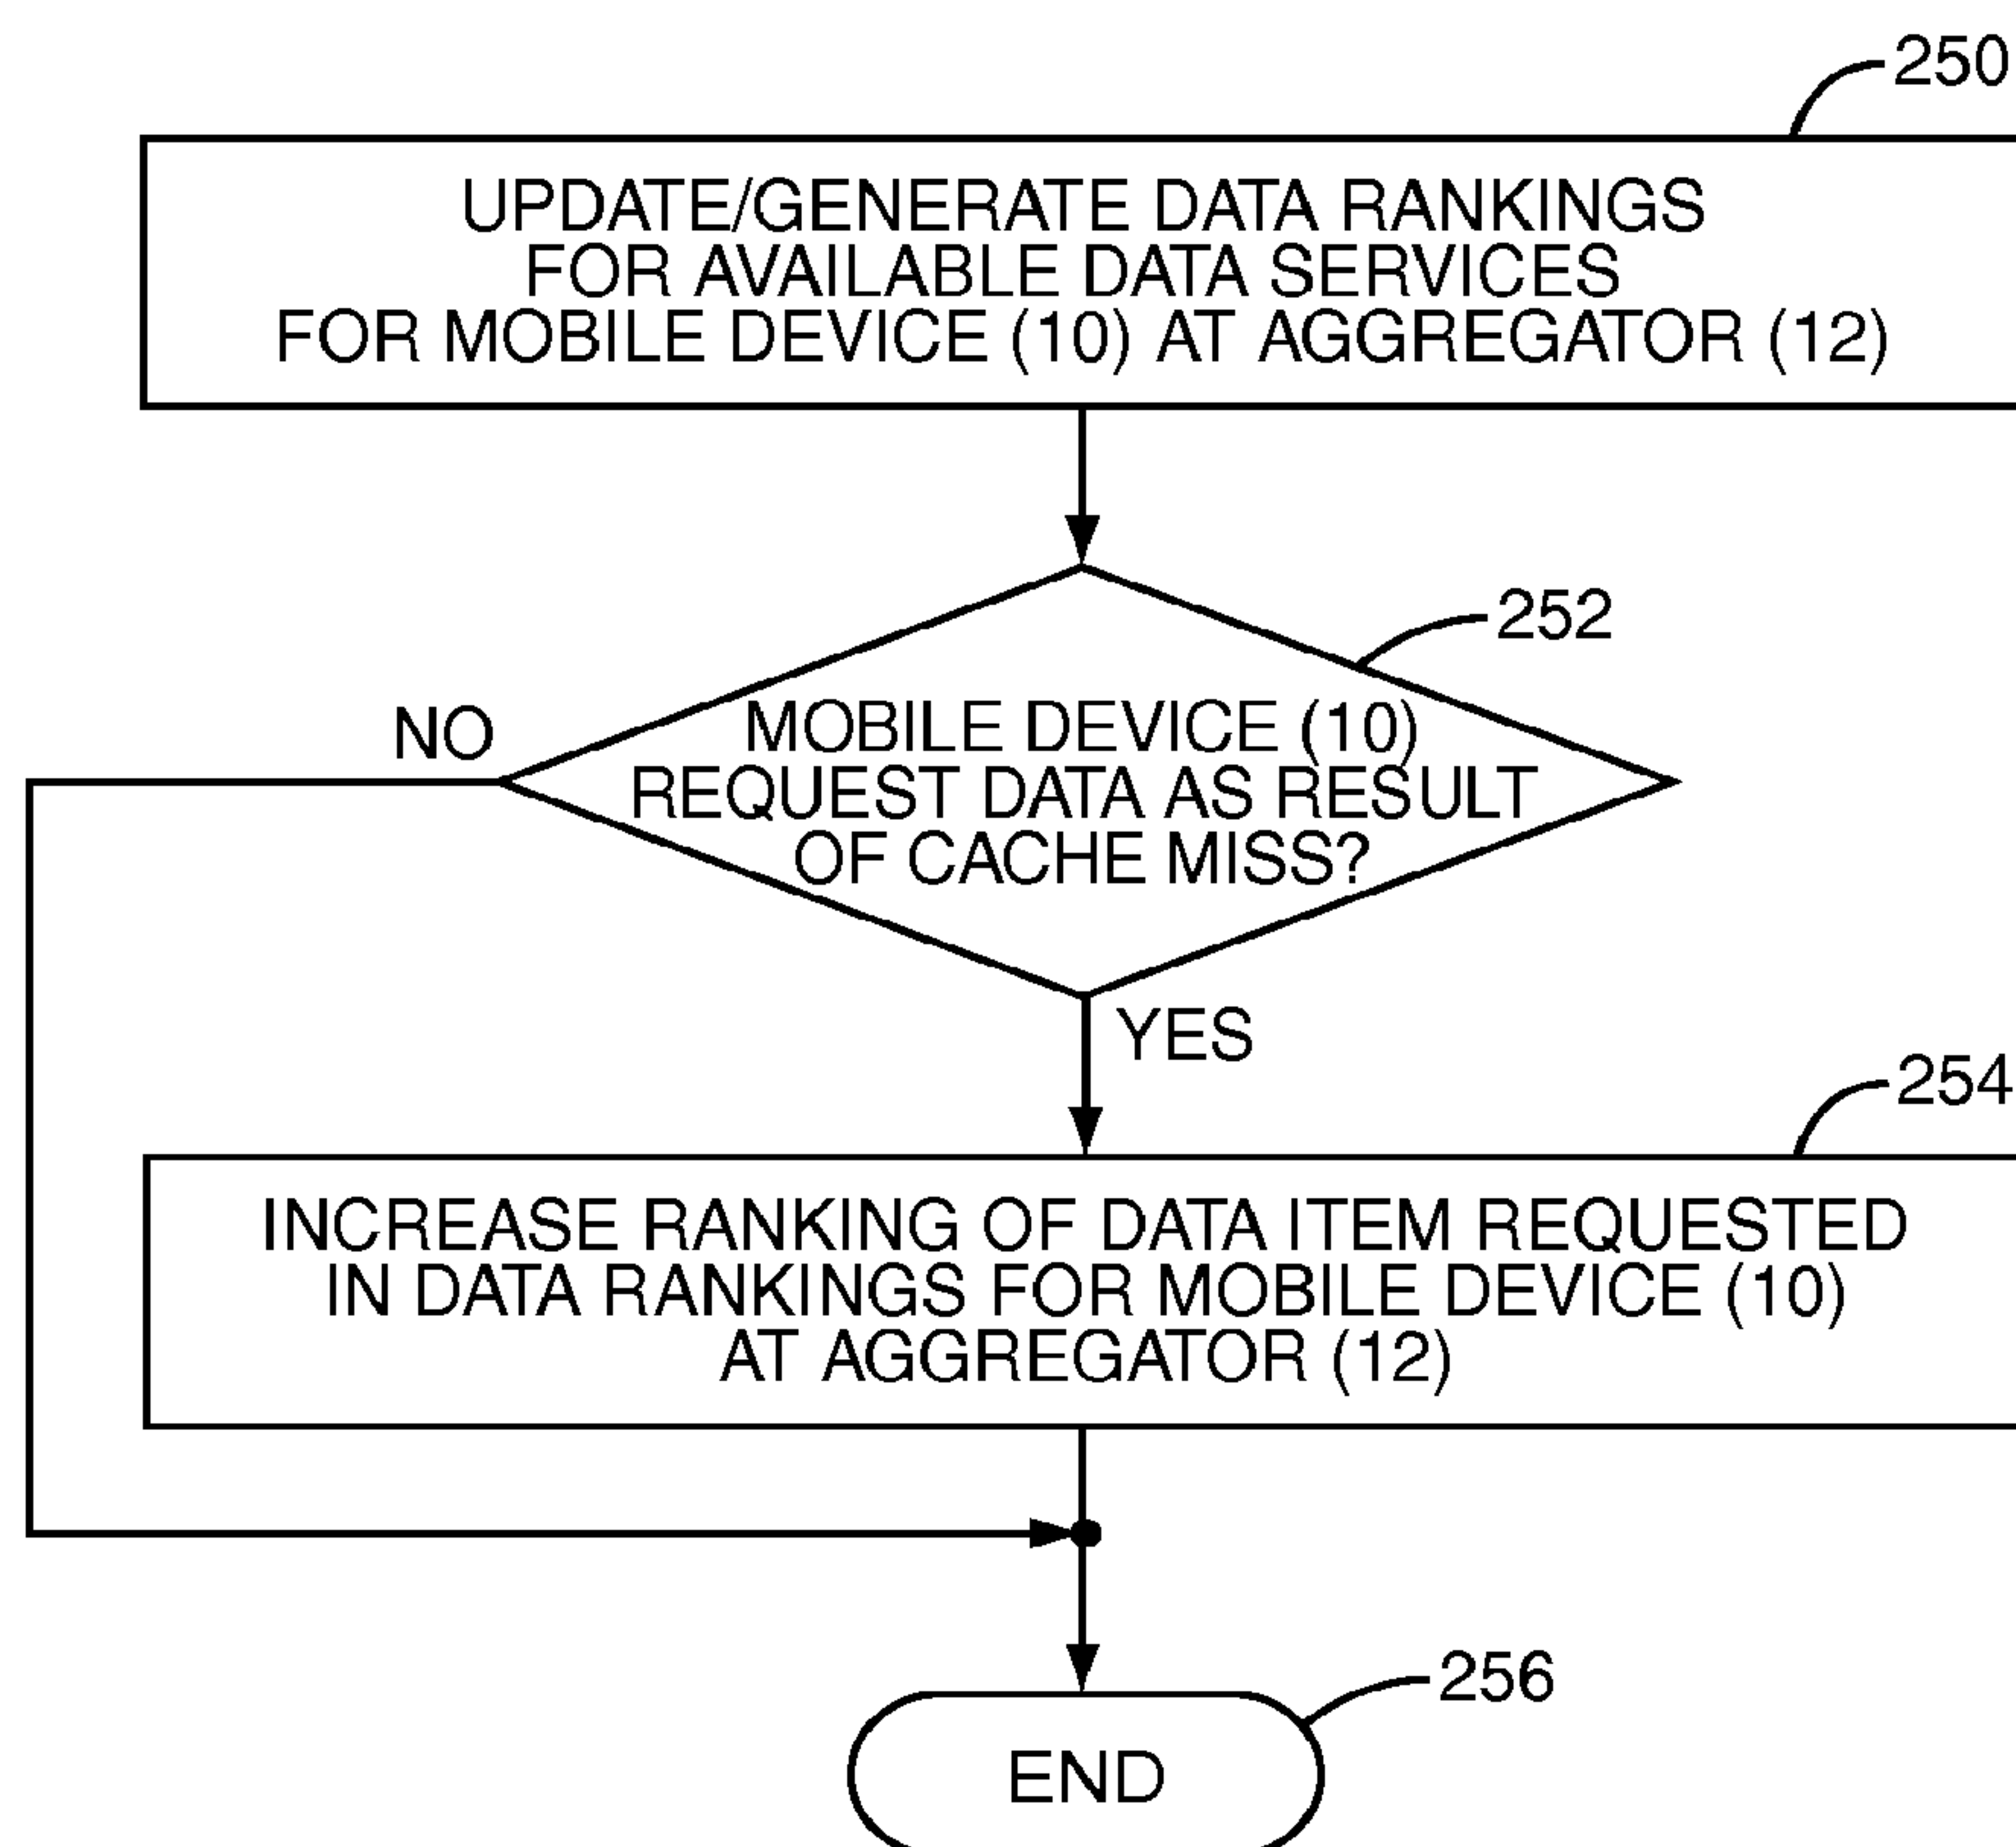 250
UPDATE/GENERATE DATA RANKINGS
FOR AVAILABLE DATA SERVICES
FOR MOBILE DEVICE (10) AT AGGREGATOR (12)
252
NO
MOBILE DEVICE (10)
REQUEST DATA AS RESULT
OF CACHE MISS?
YES
254
INCREASE RANKING OF DATA ITEM REQUESTED
IN DATA RANKINGS FOR MOBILE DEVICE (10)
AT AGGREGATOR (12)
256
END